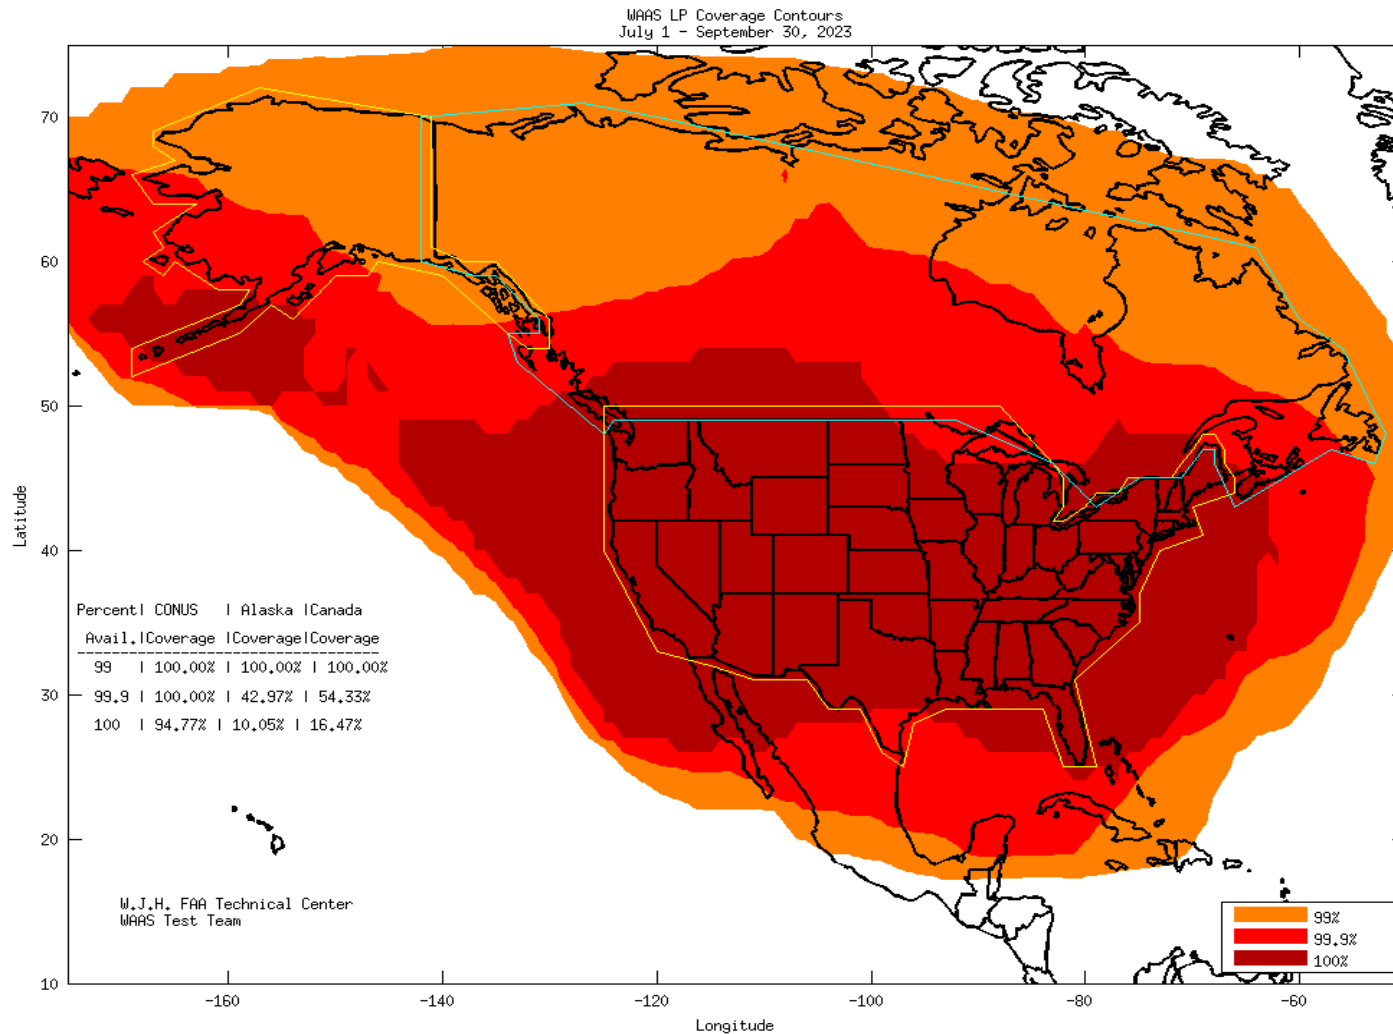 WAAS LP Coverage Contours
July 1 - September 30, 2023
Latitude
70
60
50
40
30
20
10
Percent| CONUS | Alaska |Canada
Avail.|Coverage |Coverage|Coverage
--------------------------------------
99 | 100.00% | 100.00% | 100.00%
99.9 | 100.00% | 42.97% | 54.33%
100 | 94.77% | 10.05% | 16.47%
W.J.H. FAA Technical Center
WAAS Test Team
99%
99.9%
100%
-160 -140 -120 -100 -80 -60
Longitude